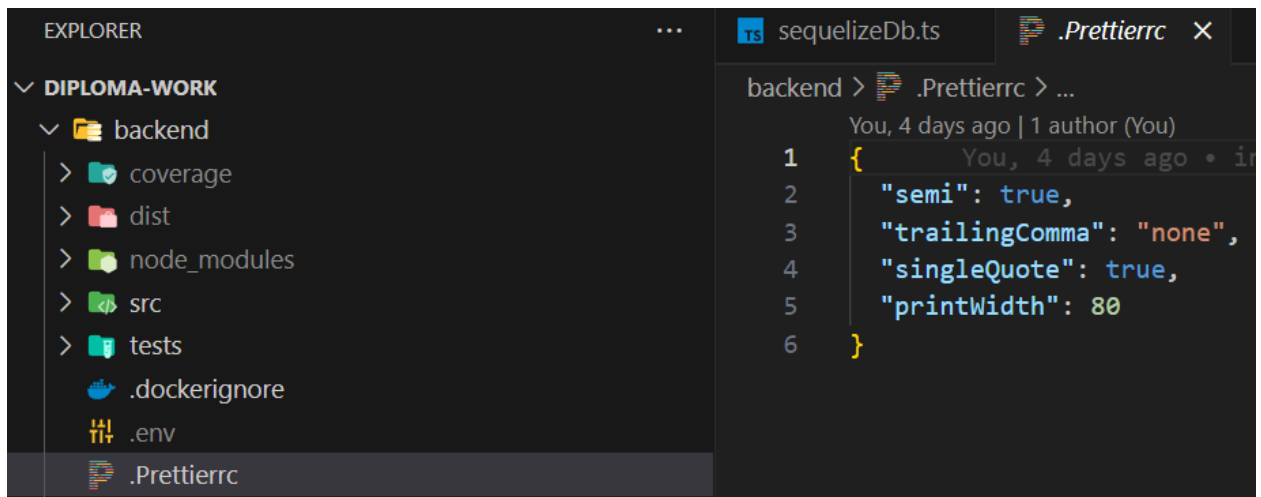 EXPLORER
...
DIPLOMA-WORK
backend
coverage
dist
node_modules
src
tests
.dockerignore
.env
.Prettierrc
TS sequelizeDb.ts
.Prettierrc
backend > .Prettierrc > ...
You, 4 days ago | 1 author (You)
1 { You, 4 days ago •
2 "semi": true,
3 "trailingComma": "none",
4 "singleQuote": true,
5 "printWidth": 80
6 }